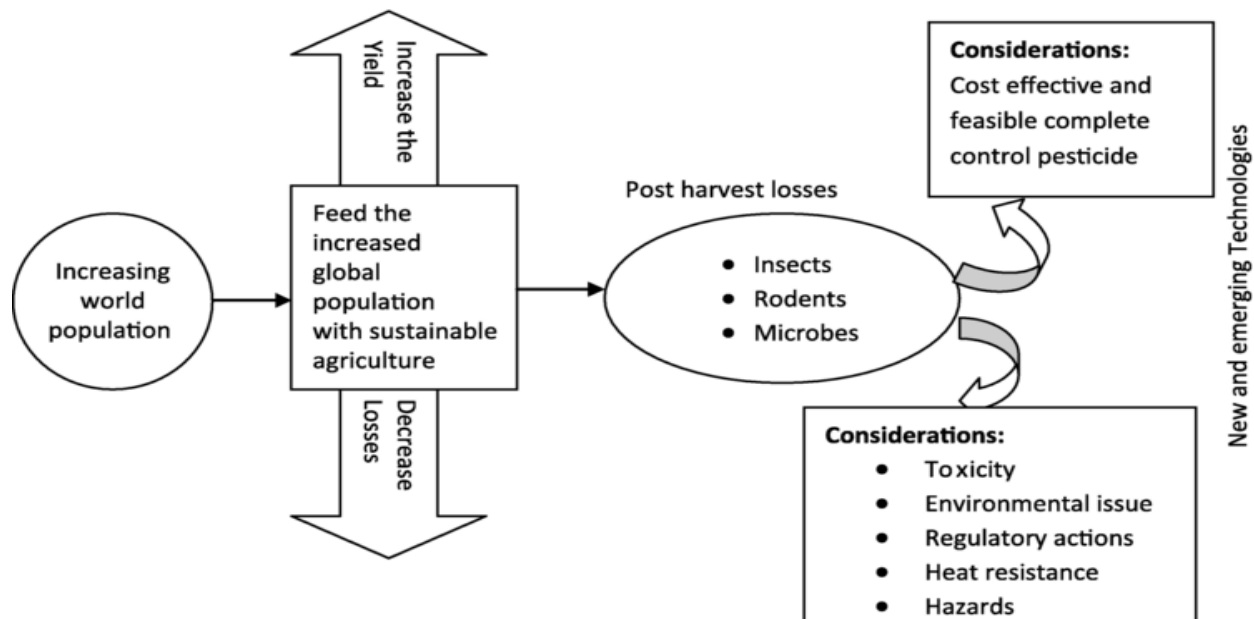 Increase the
Yield
Considerations:
Cost effective and
feasible complete
control pesticide
New and emerging Technologies
Increasing
world
population
Feed the
increased
global
population
with sustainable
agriculture
Post harvest losses
• Insects
• Rodents
• Microbes
Decrease
Losses
Considerations:
• Toxicity
• Environmental issue
• Regulatory actions
• Heat resistance
• Hazards